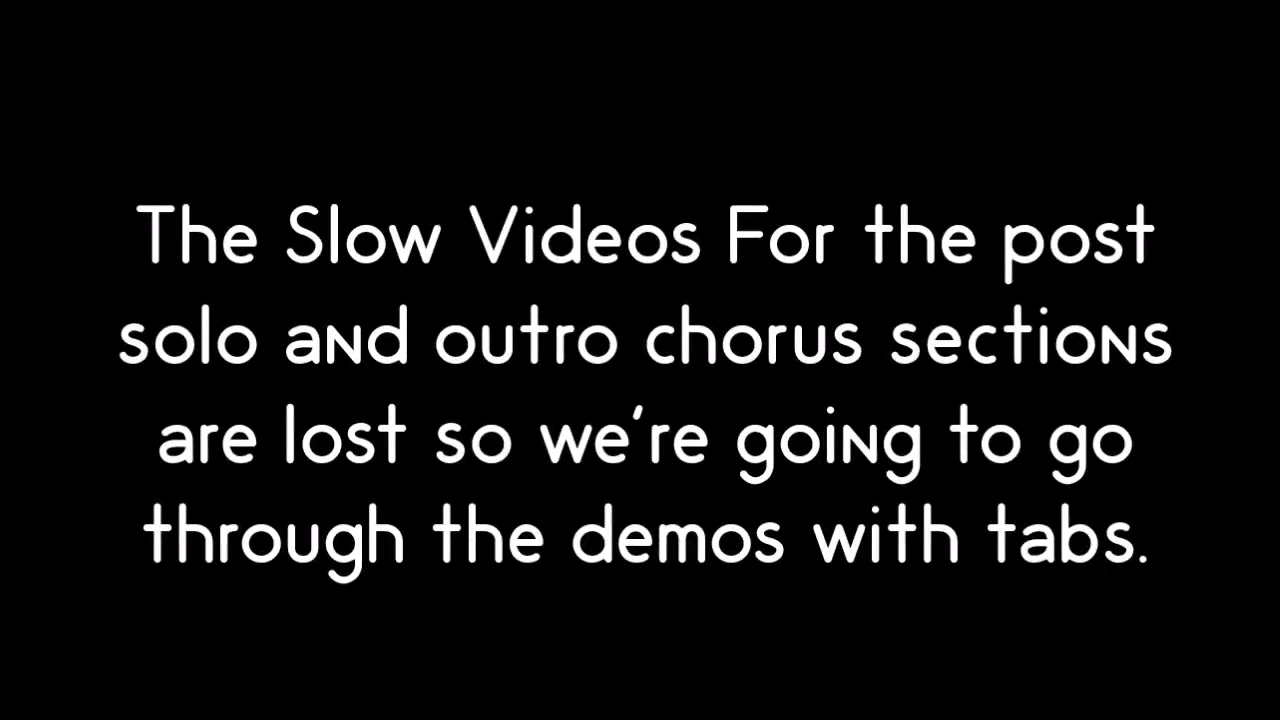 The Slow Videos For the post
solo and outro chorus sections
are lost so we're going to go
through the demos with tabs.